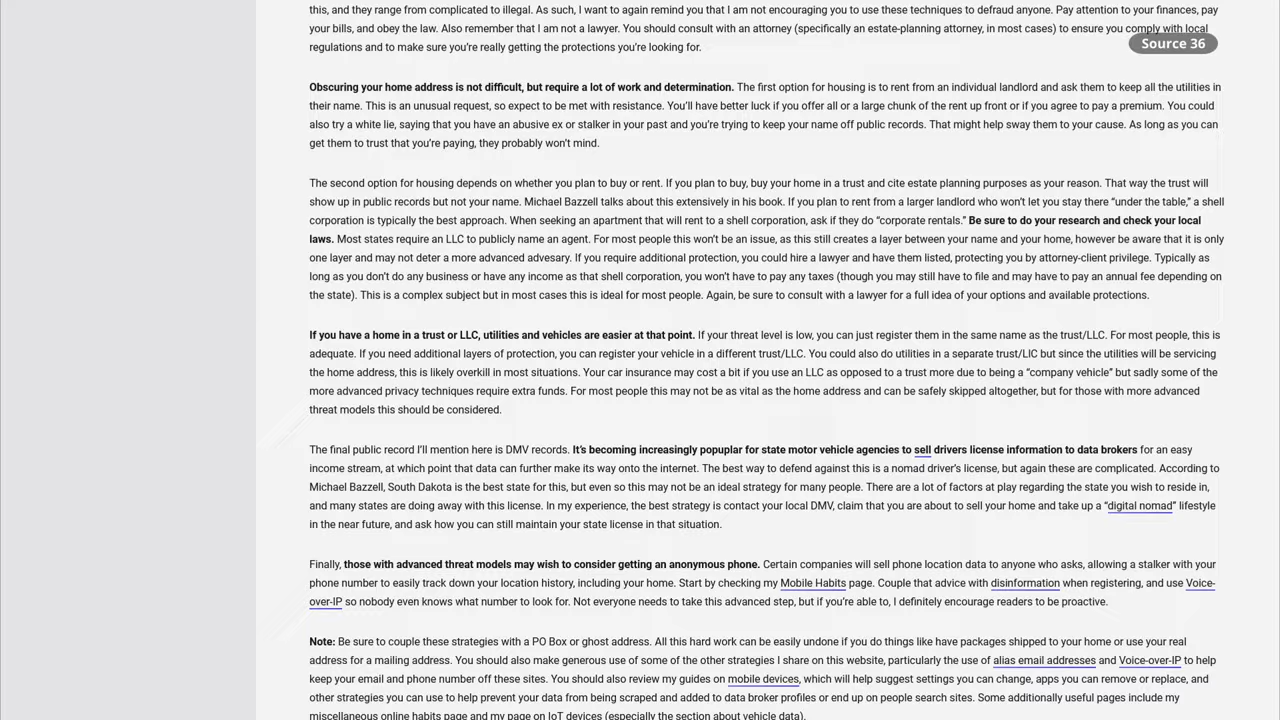 this, and they range from complicated to illegal. As such, I want to again remind you that I am not encouraging you to use these techniques to defraud anyone. Pay attention to your finances, pay
your bills, and obey the law. Also remember that I am not a lawyer. You should consult with an attorney (specifically an estate-planning attorney, in most cases) to ensure you comply with local
Source 36
regulations and to make sure you’re really getting the protections you’re looking for.
Obscuring your home address is not difficult, but require a lot of work and determination. The first option for housing is to rent from an individual landlord and ask them to keep all the utilities in
their name. This is an unusual request, so expect to be met with resistance. You’ll have better luck if you offer all or a large chunk of the rent up front or if you agree to pay a premium. You could
also try a white lie, saying that you have an abusive ex or stalker in your past and you’re trying to keep your name off public records. That might help sway them to your cause. As long as you can
get them to trust that you’re paying, they probably won’t mind.
The second option for housing depends on whether you plan to buy or rent. If you plan to buy, buy your home in a trust and cite estate planning purposes as your reason. That way the trust will
show up in public records but not your name. Michael Bazzell talks about this extensively in his book. If you plan to rent from a larger landlord who won’t let you stay there “under the table,” a shell
corporation is typically the best approach. When seeking an apartment that will rent to a shell corporation, ask if they do “corporate rentals.” Be sure to do your research and check your local
laws. Most states require an LLC to publicly name an agent. For most people this won’t be an issue, as this still creates a layer between your name and your home, however be aware that it is only
one layer and may not deter a more advanced advesary. If you require additional protection, you could hire a lawyer and have them listed, protecting you by attorney-client privilege. Typically as
long as you don’t do any business or have any income as that shell corporation, you won’t have to pay any taxes (though you may still have to file and may have to pay an annual fee depending on
the state). This is a complex subject but in most cases this is ideal for most people. Again, be sure to consult with a lawyer for a full idea of your options and available protections.
If you have a home in a trust or LLC, utilities and vehicles are easier at that point. If your threat level is low, you can just register them in the same name as the trust/LLC. For most people, this is
adequate. If you need additional layers of protection, you can register your vehicle in a different trust/LLC. You could also do utilities in a separate trust/LlC but since the utilities will be servicing
the home address, this is likely overkill in most situations. Your car insurance may cost a bit if you use an LLC as opposed to a trust more due to being a “company vehicle” but sadly some of the
more advanced privacy techniques require extra funds. For most people this may not be as vital as the home address and can be safely skipped altogether, but for those with more advanced
threat models this should be considered.
The final public record I’ll mention here is DMV records. It’s becoming increasingly popuplar for state motor vehicle agencies to sell drivers license information to data brokers for an easy
income stream, at which point that data can further make its way onto the internet. The best way to defend against this is a nomad driver’s license, but again these are complicated. According to
Michael Bazzell, South Dakota is the best state for this, but even so this may not be an ideal strategy for many people. There are a lot of factors at play regarding the state you wish to reside in,
and many states are doing away with this license. In my experience, the best strategy is contact your local DMV, claim that you are about to sell your home and take up a “digital nomad” lifestyle
in the near future, and ask how you can still maintain your state license in that situation.
Finally, those with advanced threat models may wish to consider getting an anonymous phone. Certain companies will sell phone location data to anyone who asks, allowing a stalker with your
phone number to easily track down your location history, including your home. Start by checking my Mobile Habits page. Couple that advice with disinformation when registering, and use Voice-
over-IP so nobody even knows what number to look for. Not everyone needs to take this advanced step, but if you’re able to, I definitely encourage readers to be proactive.
Note: Be sure to couple these strategies with a PO Box or ghost address. All this hard work can be easily undone if you do things like have packages shipped to your home or use your real
address for a mailing address. You should also make generous use of some of the other strategies I share on this website, particularly the use of alias email addresses and Voice-over-IP to help
keep your email and phone number off these sites. You should also review my guides on mobile devices, which will help suggest settings you can change, apps you can remove or replace, and
other strategies you can use to help prevent your data from being scraped and added to data broker profiles or end up on people search sites. Some additionally useful pages include my
miscellaneous online habits page and my page on IoT devices (especially the section about vehicle data).